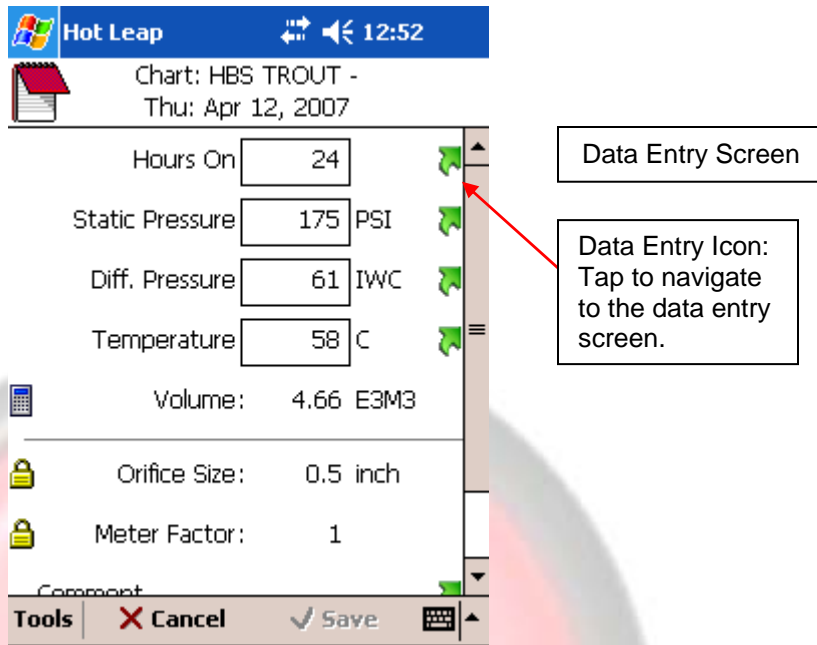 Hot Leap 12:52
Chart: HBS TROUT -
Thu: Apr 12, 2007
Hours On 24
Static Pressure 175 PSI
Diff. Pressure 61 IWC
Temperature 58 C
Volume: 4.66 E3M3
Orifice Size: 0.5 inch
Meter Factor: 1
Comment
Tools Cancel Save
Data Entry Screen
Data Entry Icon:
Tap to navigate
to the data entry
screen.